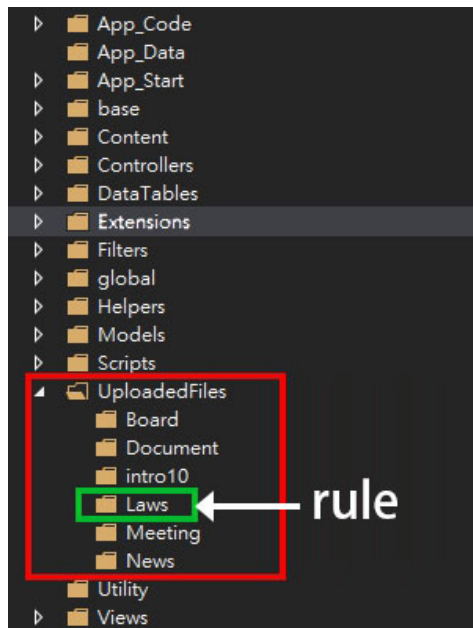 App_Code
App_Data
App_Start
base
Content
Controllers
DataTables
Extensions
Filters
global
Helpers
Models
Scripts
UploadedFiles
Board
Document
intro10
Laws rule
Meeting
News
Utility
Views